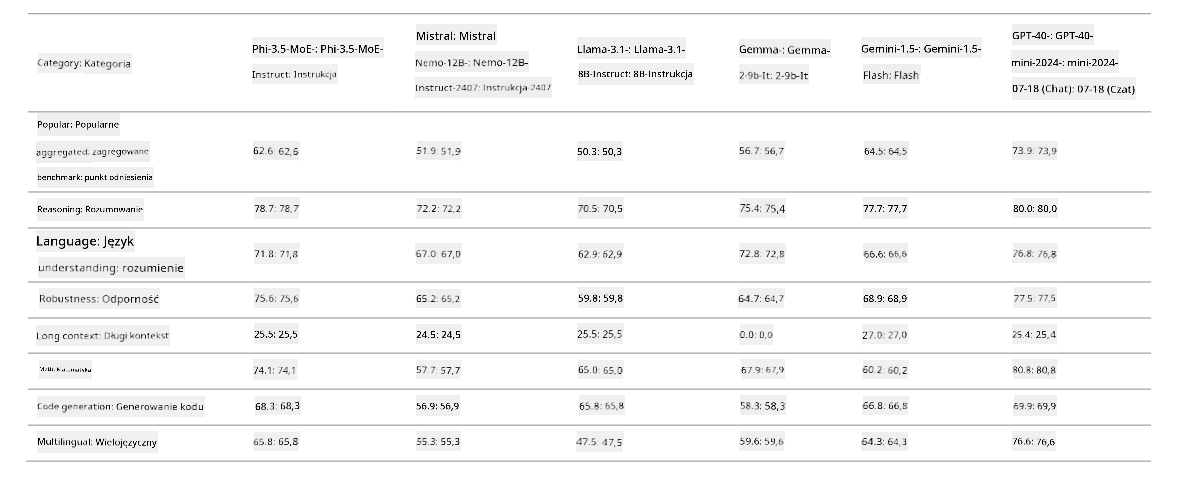 Category: Kategoria
Phi-3.5-MoE-: Phi-3.5-MoE-
Instruct: Instrukcja
Mistral: Mistral
Nemo-12B-: Nemo-12B-
Instruct-2407: Instrukcja-2407
Llama-3.1-: Llama-3.1-
8B-Instruct: 8B-Instrukcja
Gemma-: Gemma-
2-9b-It: 2-9b-It
Gemini-1.5-: Gemini-1.5-
Flash: Flash
GPT-4o-: GPT-4o-
mini-2024-: mini-2024-
07-18 (Chat): 07-18 (Czat)
Popular: Popularne
aggregated: zagregowane
benchmark: punkt odniesienia
62.6: 62,6
51.9: 51,9
50.3: 50,3
56.7: 56,7
64.5: 64,5
73.9: 73,9
Reasoning: Rozumowanie
78.7: 78,7
72.2: 72,2
70.5: 70,5
75.4: 75,4
77.7: 77,7
80.0: 80,0
Language: Język
understanding: rozumienie
71.8: 71,8
67.0: 67,0
62.9: 62,9
72.8: 72,8
66.6: 66,6
76.8: 76,8
Robustness: Odporność
75.6: 75,6
65.2: 65,2
59.8: 59,8
64.7: 64,7
68.9: 68,9
77.5: 77,5
Long context: Długi kontekst
25.5: 25,5
24.5: 24,5
25.5: 25,5
0.0: 0,0
27.0: 27,0
25.4: 25,4
Math: Matematyka
74.1: 74,1
57.7: 57,7
65.0: 65,0
67.9: 67,9
60.2: 60,2
80.8: 80,8
Code generation: Generowanie kodu
68.3: 68,3
56.9: 56,9
65.8: 65,8
58.3: 58,3
66.8: 66,8
69.9: 69,9
Multilingual: Wielojęzyczny
65.8: 65,8
55.3: 55,3
47.5: 47,5
59.6: 59,6
64.3: 64,3
76.6: 76,6